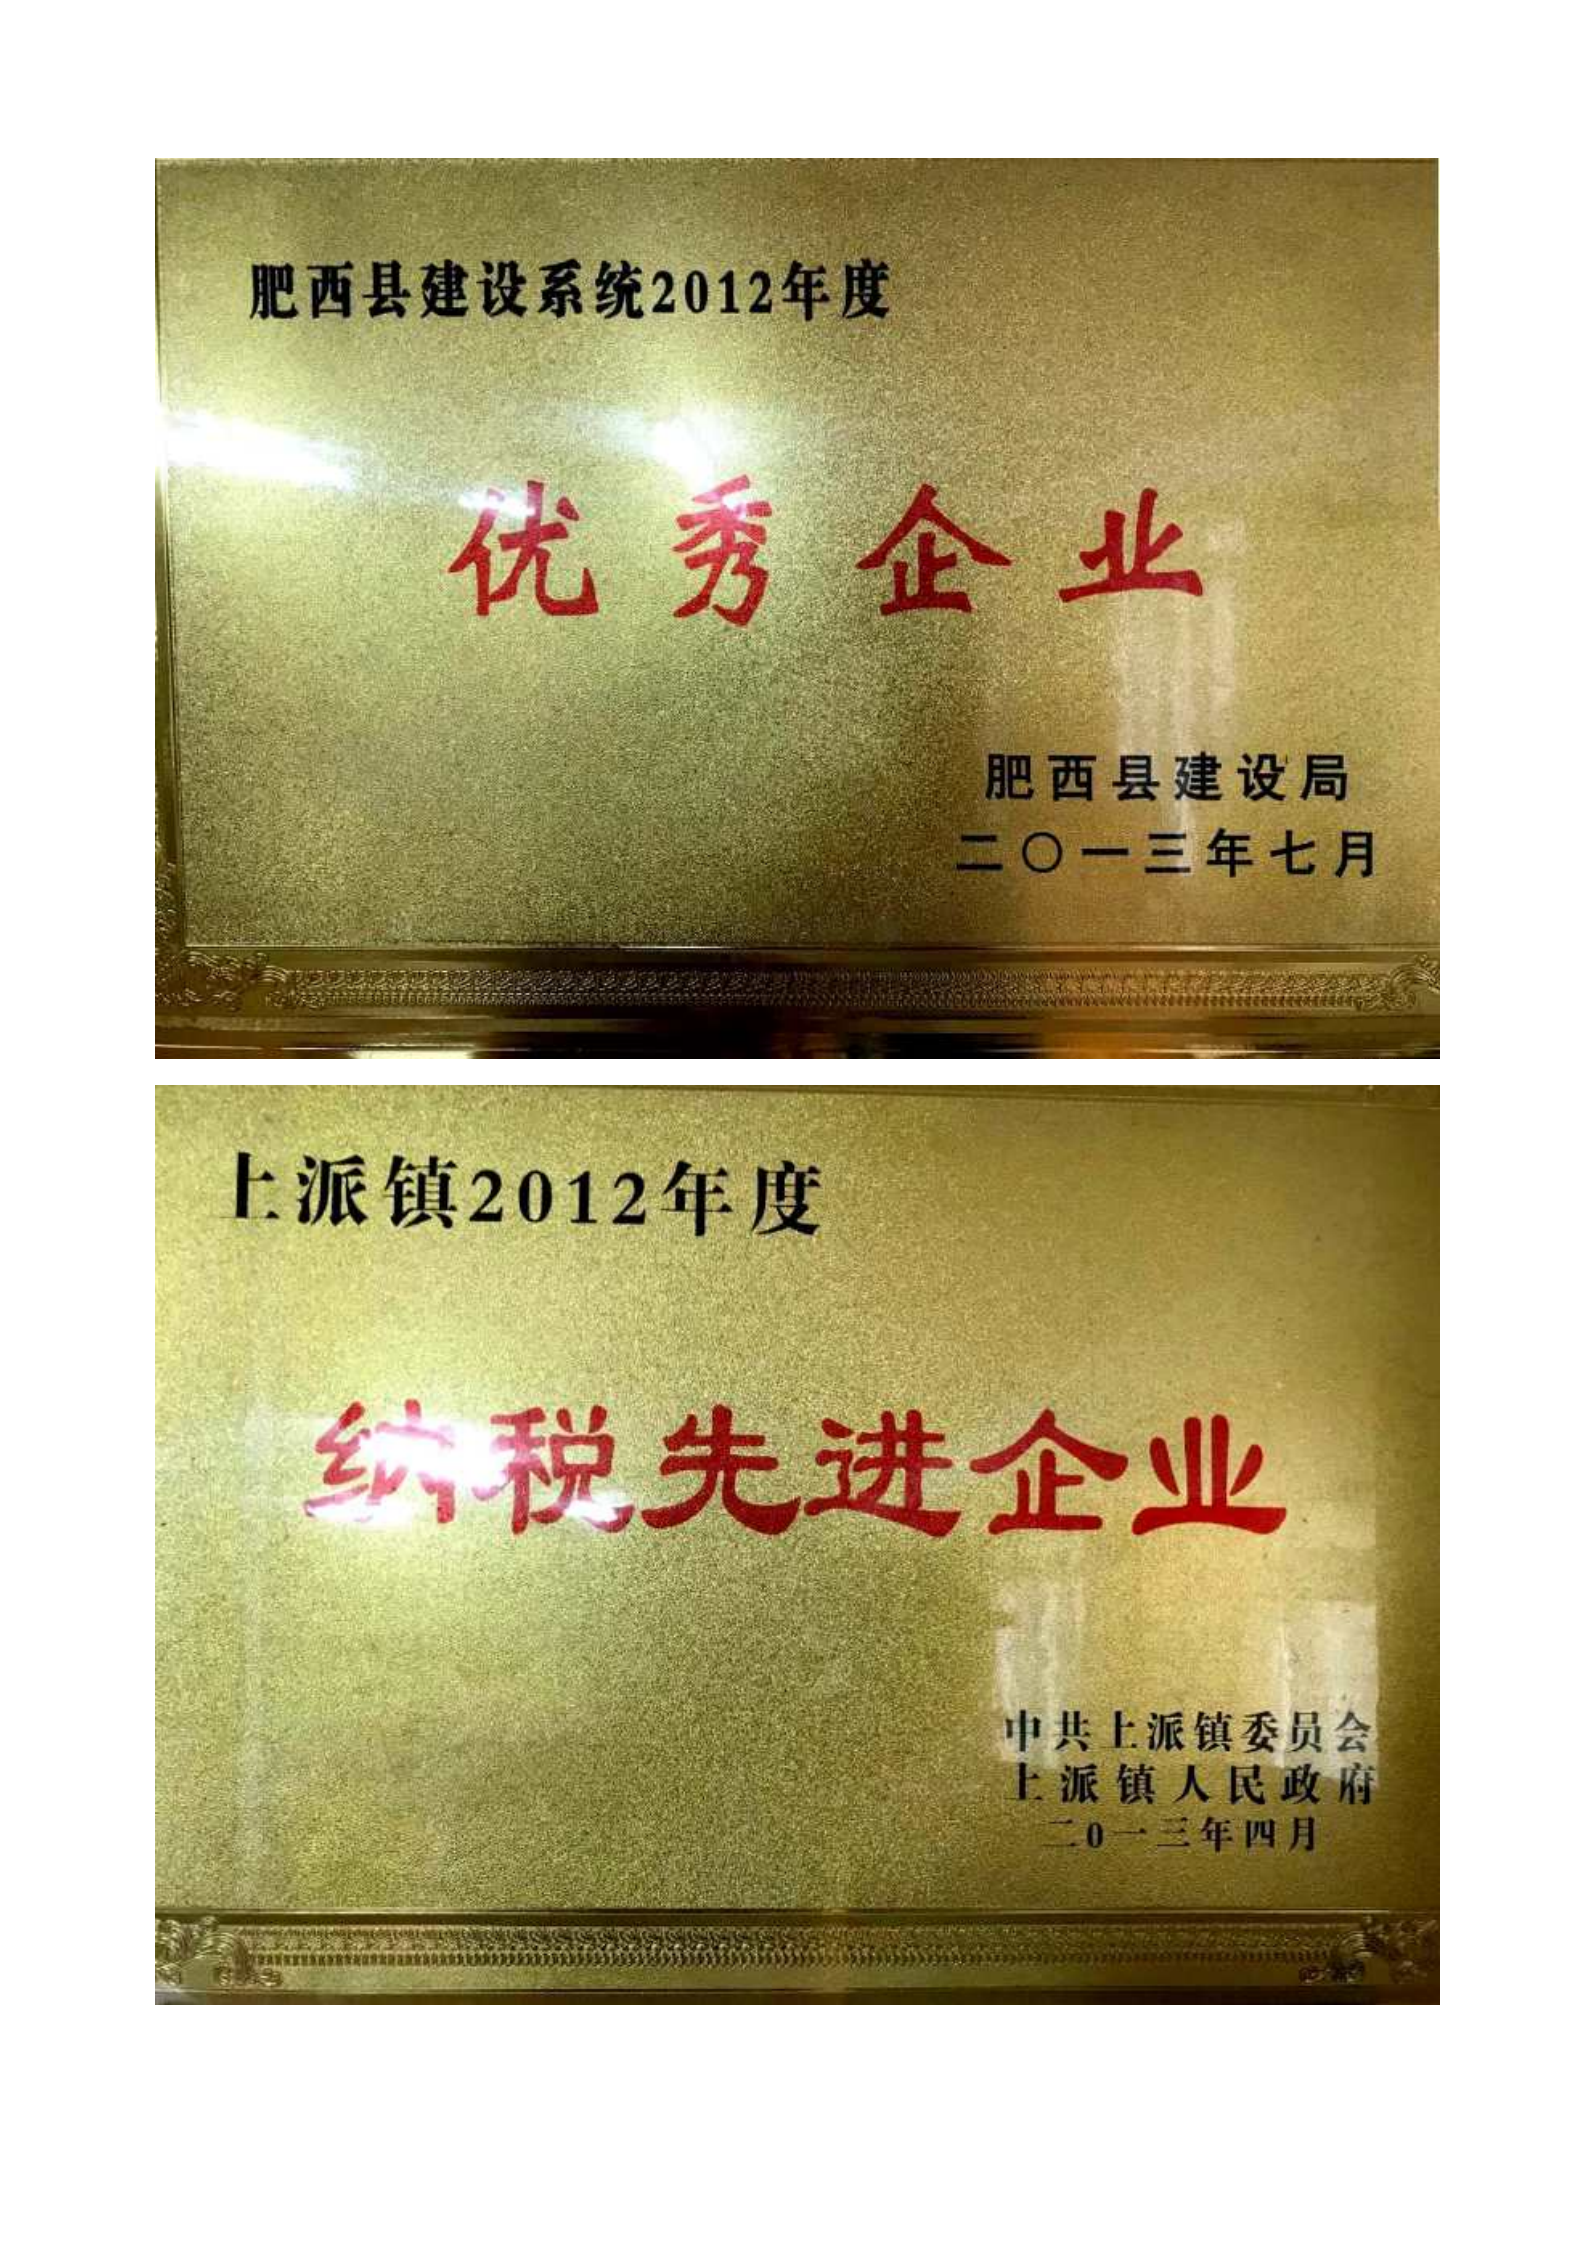 肥西县建设系统2012年度
优秀企业
肥西县建设局
二〇一三年七月
上派镇2012年度
纳税先进企业
中共上派镇委员会
上派镇人民政府
二0一三年四月